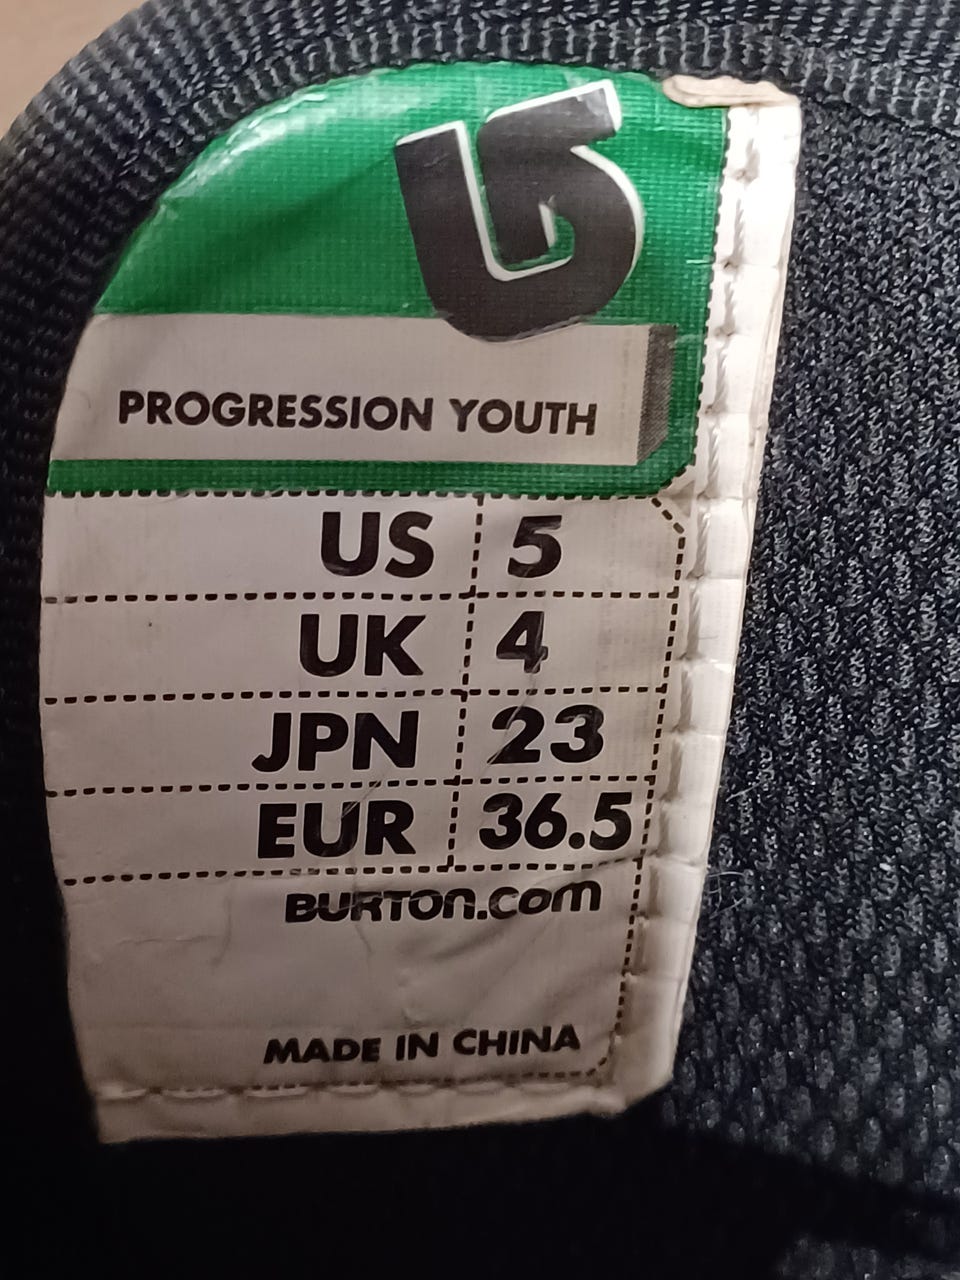 PROGRESSION YOUTH
US 5
UK 4
JPN 23
EUR 36.5
BURTON.com
MADE IN CHINA